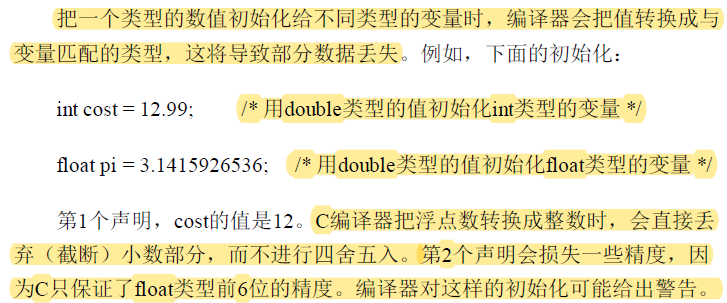 把一个类型的数值初始化给不同类型的变量时，编译器会把值转换成与
变量匹配的类型，这将导致部分数据丢失。例如，下面的初始化：
int cost = 12.99; /* 用double类型的值初始化int类型的变量 */
float pi = 3.1415926536; /* 用double类型的值初始化float类型的变量 */
第1个声明，cost的值是12。C编译器把浮点数转换成整数时，会直接丢
弃（截断）小数部分，而不进行四舍五入。第2个声明会损失一些精度，因
为C只保证了float类型前6位的精度。编译器对这样的初始化可能给出警告。